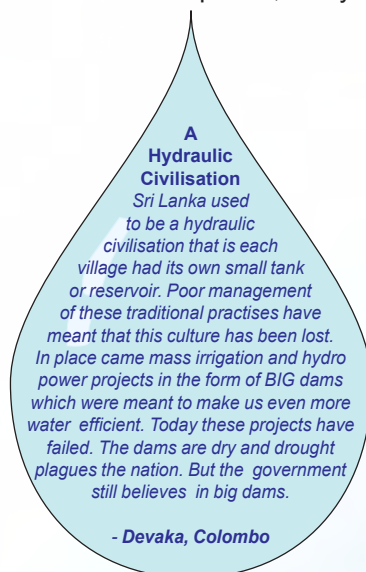 A
Hydraulic
Civilisation
Sri Lanka used
to be a hydraulic
civilisation that is each
village had its own small tank
or reservoir. Poor management
of these traditional practises have
meant that this culture has been lost.
In place came mass irrigation and hydro
power projects in the form of BIG dams
which were meant to make us even more
water efficient. Today these projects have
failed. The dams are dry and drought
plagues the nation. But the government
still believes in big dams.
- Devaka, Colombo